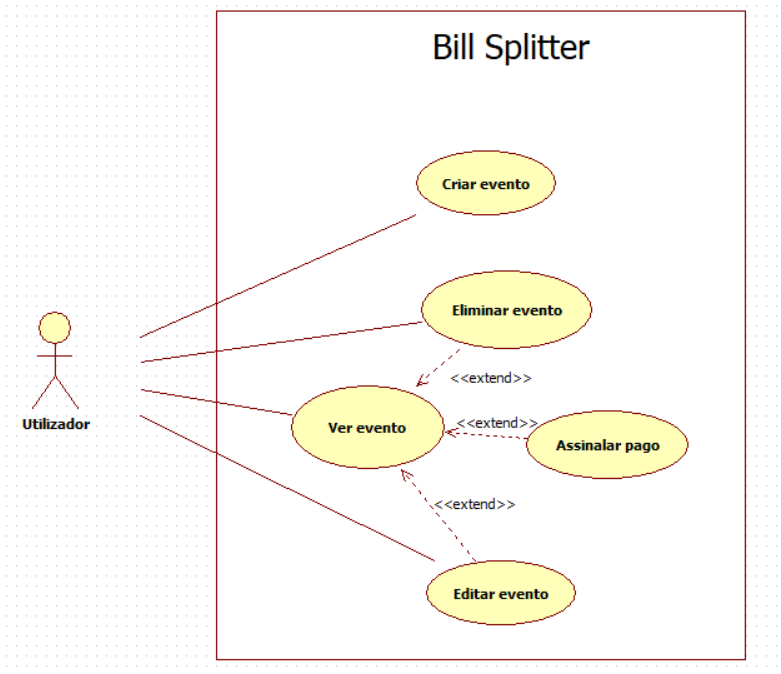 Bill Splitter
Criar evento
Eliminar evento
<<extend>>
Utilizador
Ver evento
<<extend>>
Assinalar pago
<<extend>>
Editar evento